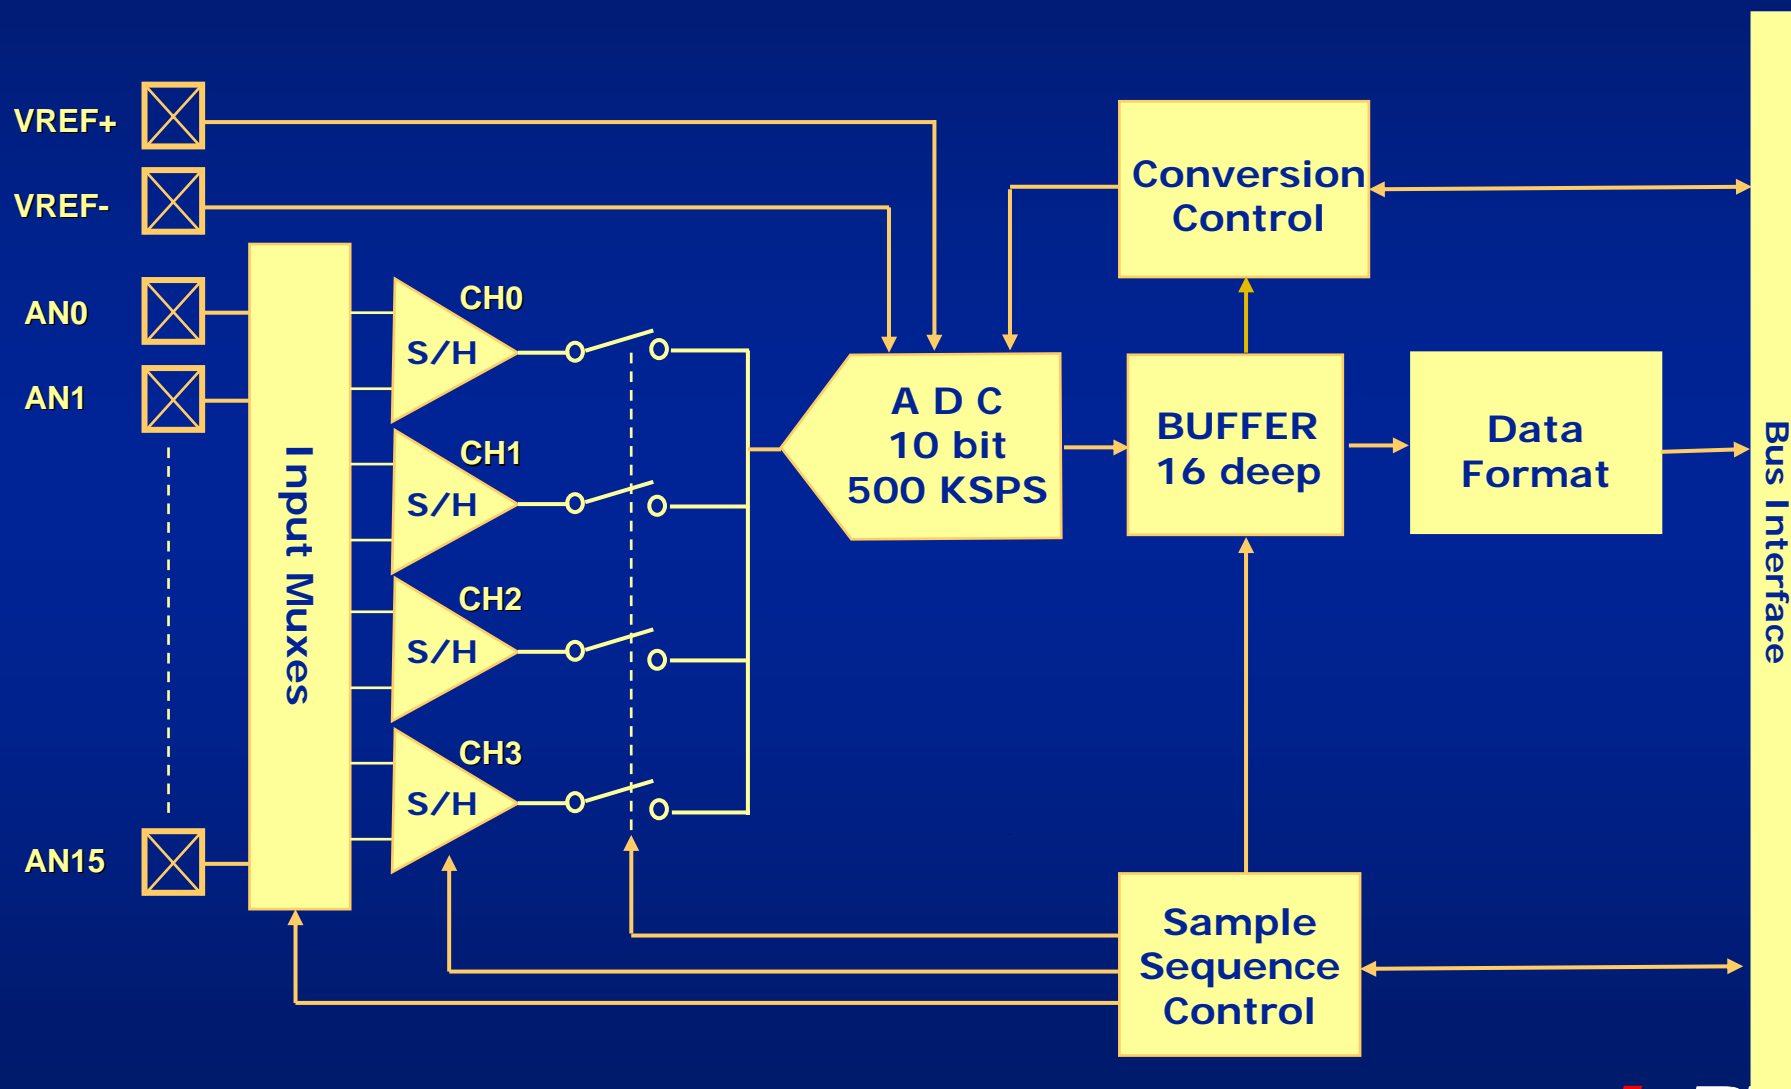 VREF+
VREF-
AN0
AN1
AN15
Input Muxes
CH0
S/H
CH1
S/H
CH2
S/H
CH3
S/H
A D C
10 bit
500 KSPS
Conversion
Control
BUFFER
16 deep
Data
Format
Sample
Sequence
Control
Bus Interface